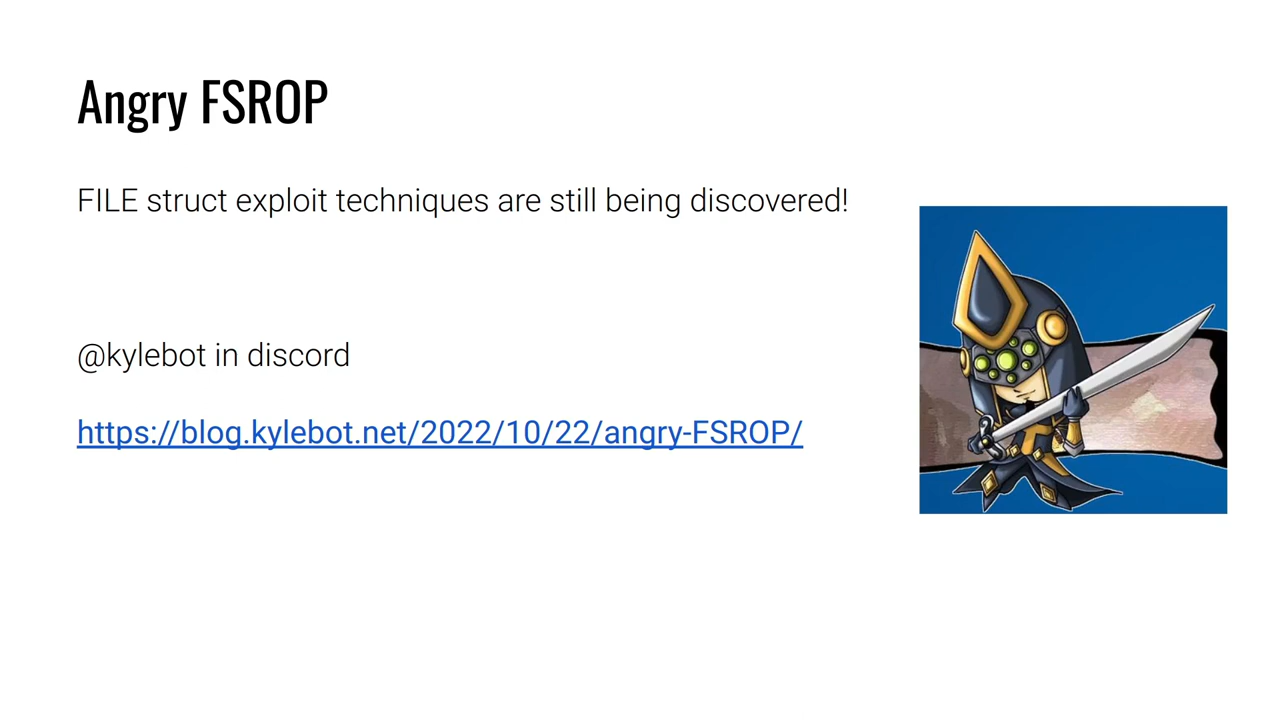 Angry FSROP
FILE struct exploit techniques are still being discovered!
@kylebot in discord
https://blog.kylebot.net/2022/10/22/angry-FSROP/